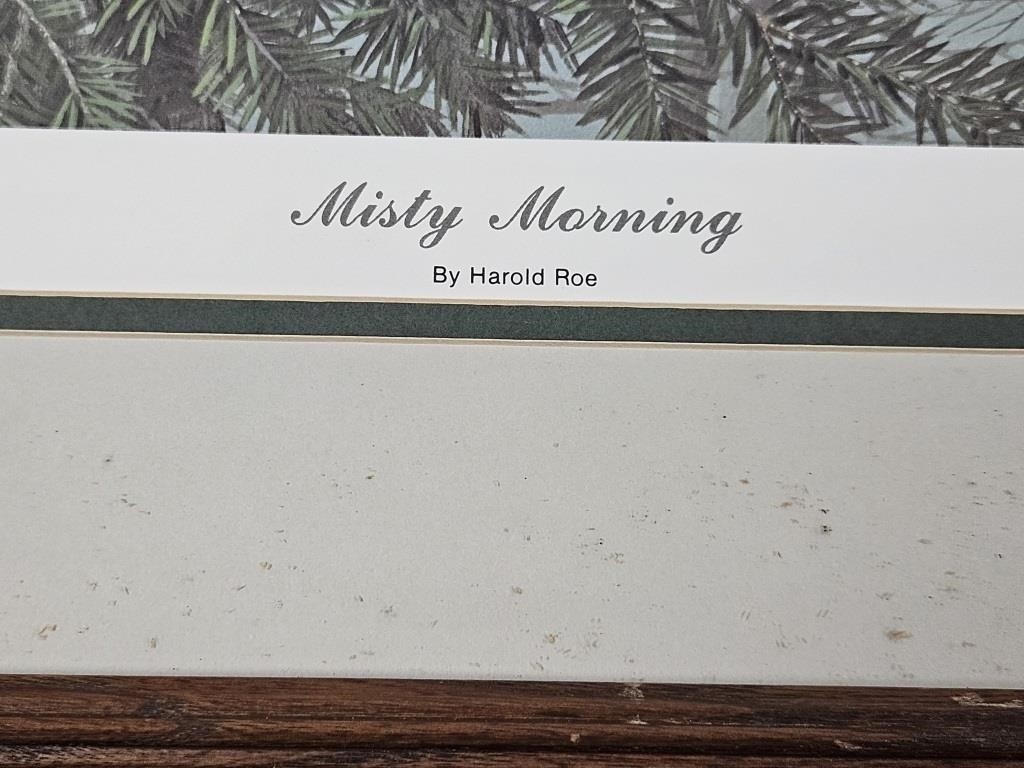 Misty Morning
By Harold Roe